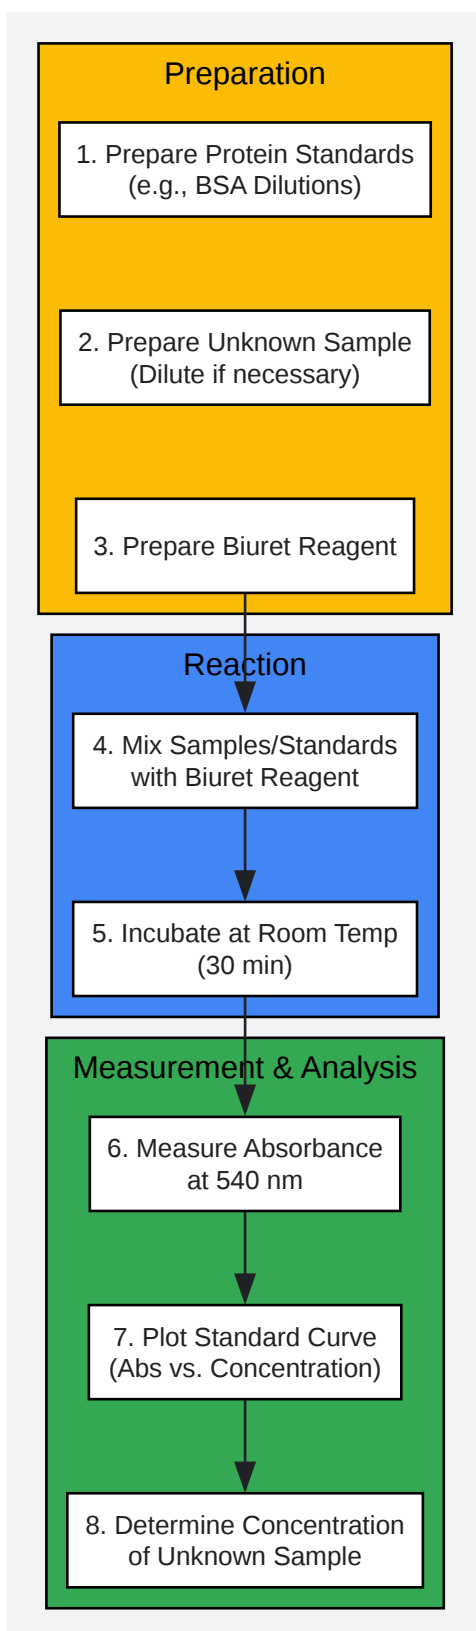 Preparation
1. Prepare Protein Standards
(e.g., BSA Dilutions)
2. Prepare Unknown Sample
(Dilute if necessary)
3. Prepare Biuret Reagent
Reaction
4. Mix Samples/Standards
with Biuret Reagent
5. Incubate at Room Temp
(30 min)
Measurement & Analysis
6. Measure Absorbance
at 540 nm
7. Plot Standard Curve
(Abs vs. Concentration)
8. Determine Concentration
of Unknown Sample